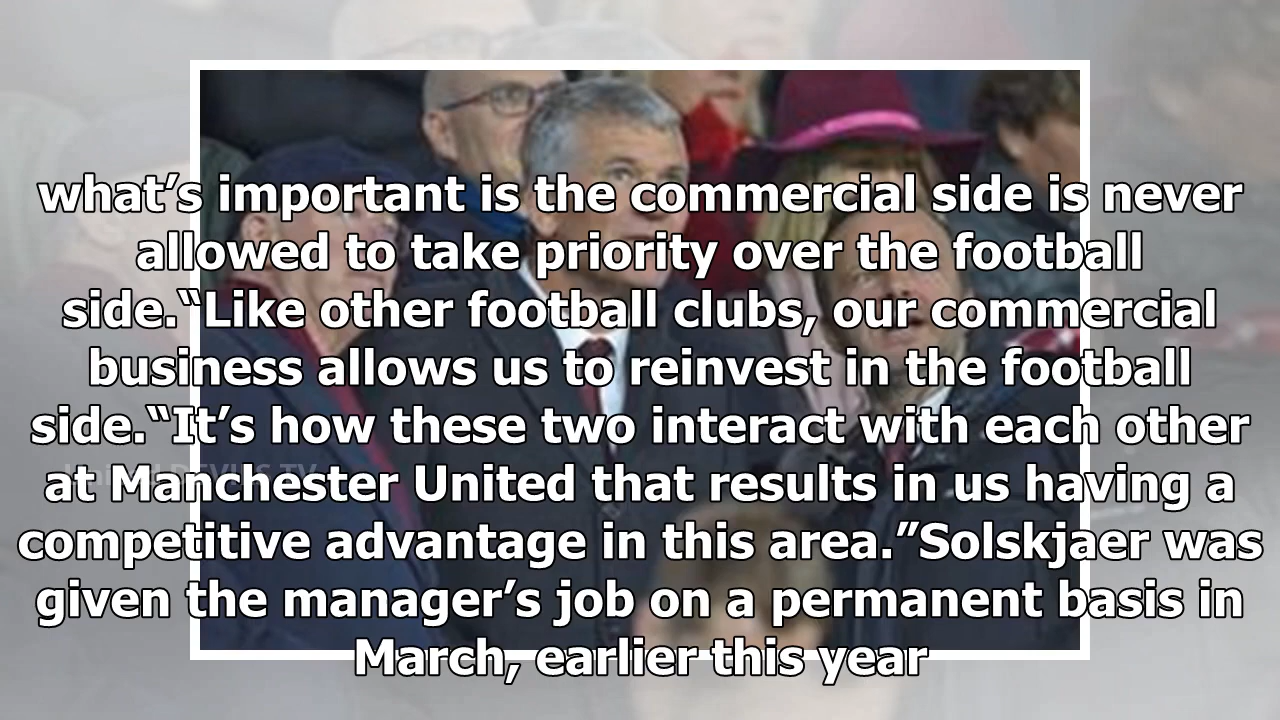 what’s important is the commercial side is never
allowed to take priority over the football
side.“Like other football clubs, our commercial
business allows us to reinvest in the football
side.“It’s how these two interact with each other
at Manchester United that results in us having a
competitive advantage in this area.”Solskjaer was
given the manager’s job on a permanent basis in
March, earlier this year